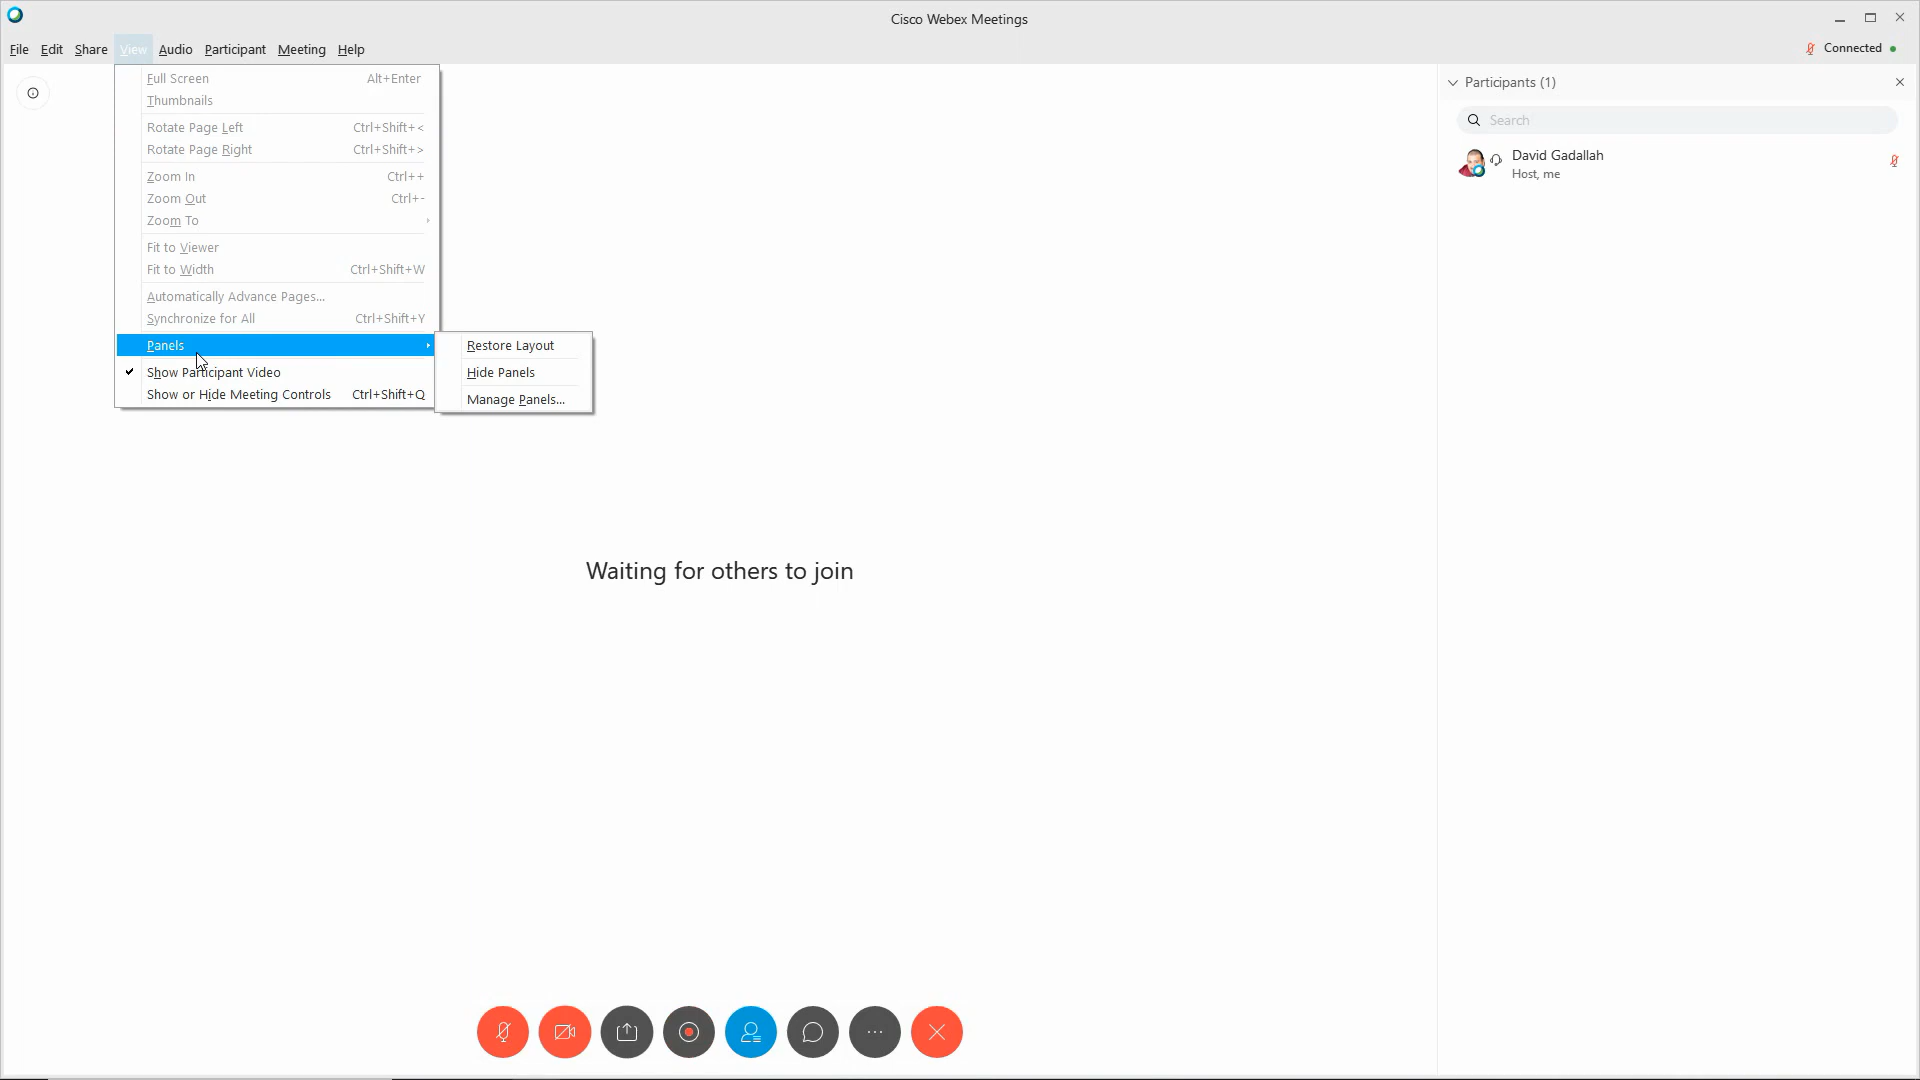 Cisco Webex Meetings
File Edit Share View Audio Participant Meeting Help
Connected
Full Screen Alt+Enter
Thumbnails
Rotate Page Left Ctrl+Shift+<
Rotate Page Right Ctrl+Shift+>
Zoom In Ctrl++
Zoom Out Ctrl+-
Zoom To
Fit to Viewer
Fit to Width Ctrl+Shift+W
Automatically Advance Pages...
Synchronize for All Ctrl+Shift+Y
Panels
Show Participant Video
Show or Hide Meeting Controls Ctrl+Shift+Q
Restore Layout
Hide Panels
Manage Panels...
Waiting for others to join
Participants (1)
Search
David Gadallah
Host, me